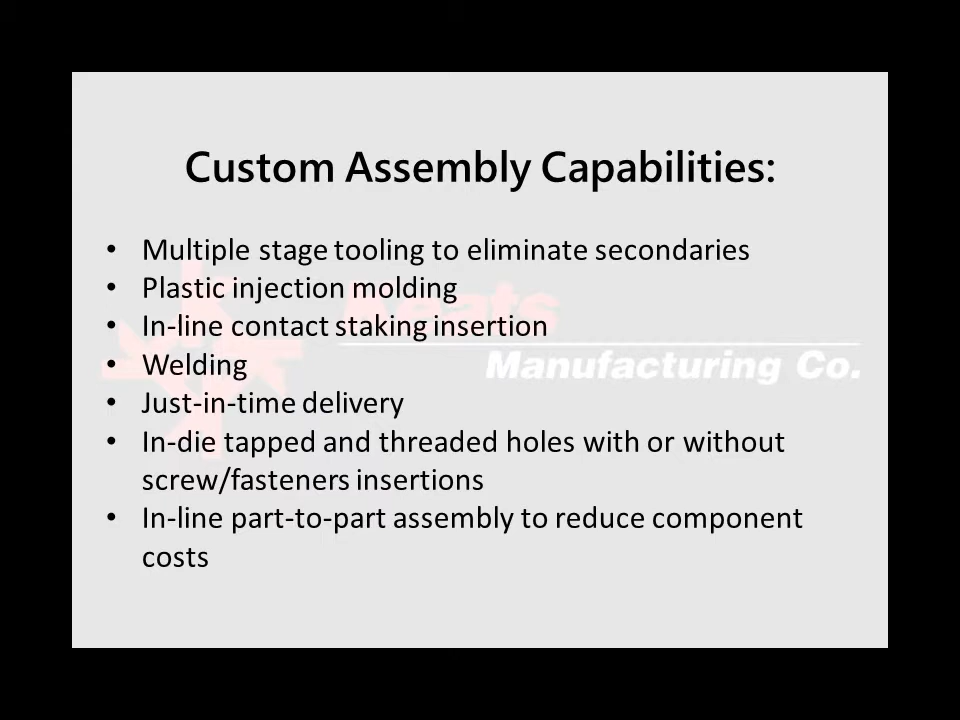 Custom Assembly Capabilities:
• Multiple stage tooling to eliminate secondaries
• Plastic injection molding
• In-line contact staking insertion
• Welding
• Just-in-time delivery
• In-die tapped and threaded holes with or without
screw/fasteners insertions
• In-line part-to-part assembly to reduce component
costs
Manufacturing Co.